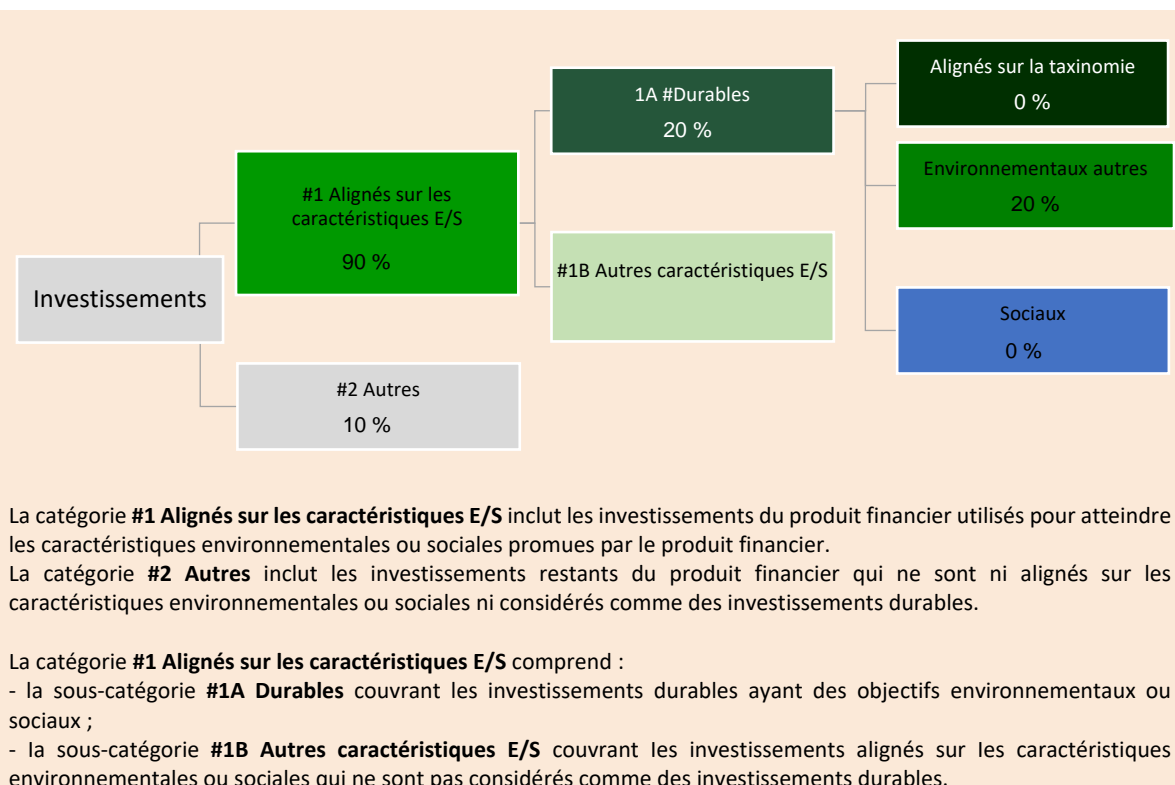 Investissements
#1 Alignés sur les
caractéristiques E/S
90 %
#2 Autres
10 %
1A #Durables
20 %
#1B Autres caractéristiques E/S
Alignés sur la taxinomie
0 %
Environnementaux autres
20 %
Sociaux
0 %
La catégorie #1 Alignés sur les caractéristiques E/S inclut les investissements du produit financier utilisés pour atteindre
les caractéristiques environnementales ou sociales promues par le produit financier.
La catégorie #2 Autres inclut les investissements restants du produit financier qui ne sont ni alignés sur les
caractéristiques environnementales ou sociales ni considérés comme des investissements durables.
La catégorie #1 Alignés sur les caractéristiques E/S comprend :
- la sous-catégorie #1A Durables couvrant les investissements durables ayant des objectifs environnementaux ou
sociaux ;
- la sous-catégorie #1B Autres caractéristiques E/S couvrant les investissements alignés sur les caractéristiques
environnementales ou sociales qui ne sont pas considérés comme des investissements durables.